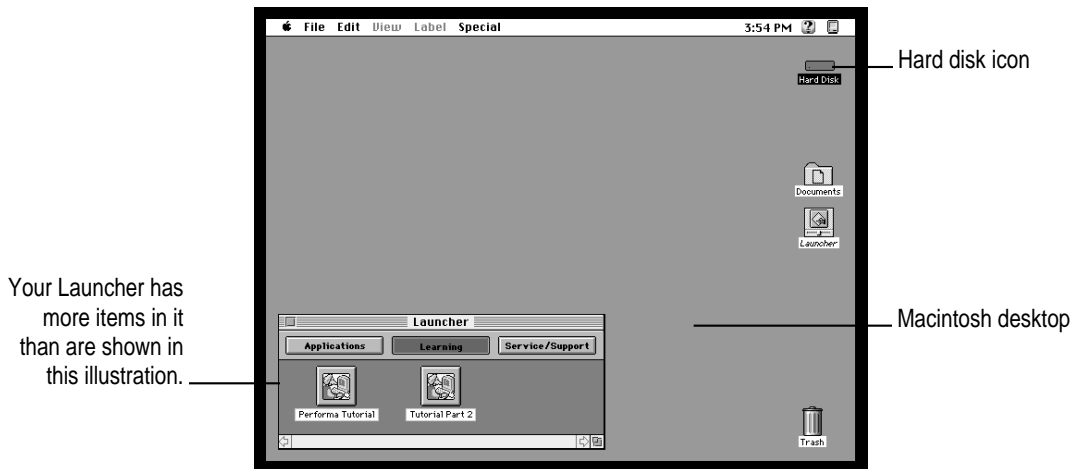 File Edit View Label Special 3:54 PM
Hard disk icon
Hard Disk
Documents
Launcher
Your Launcher has
more items in it
than are shown in
this illustration.
Macintosh desktop
Launcher
Applications Learning Service/Support
Performa Tutorial Tutorial Part 2
Trash